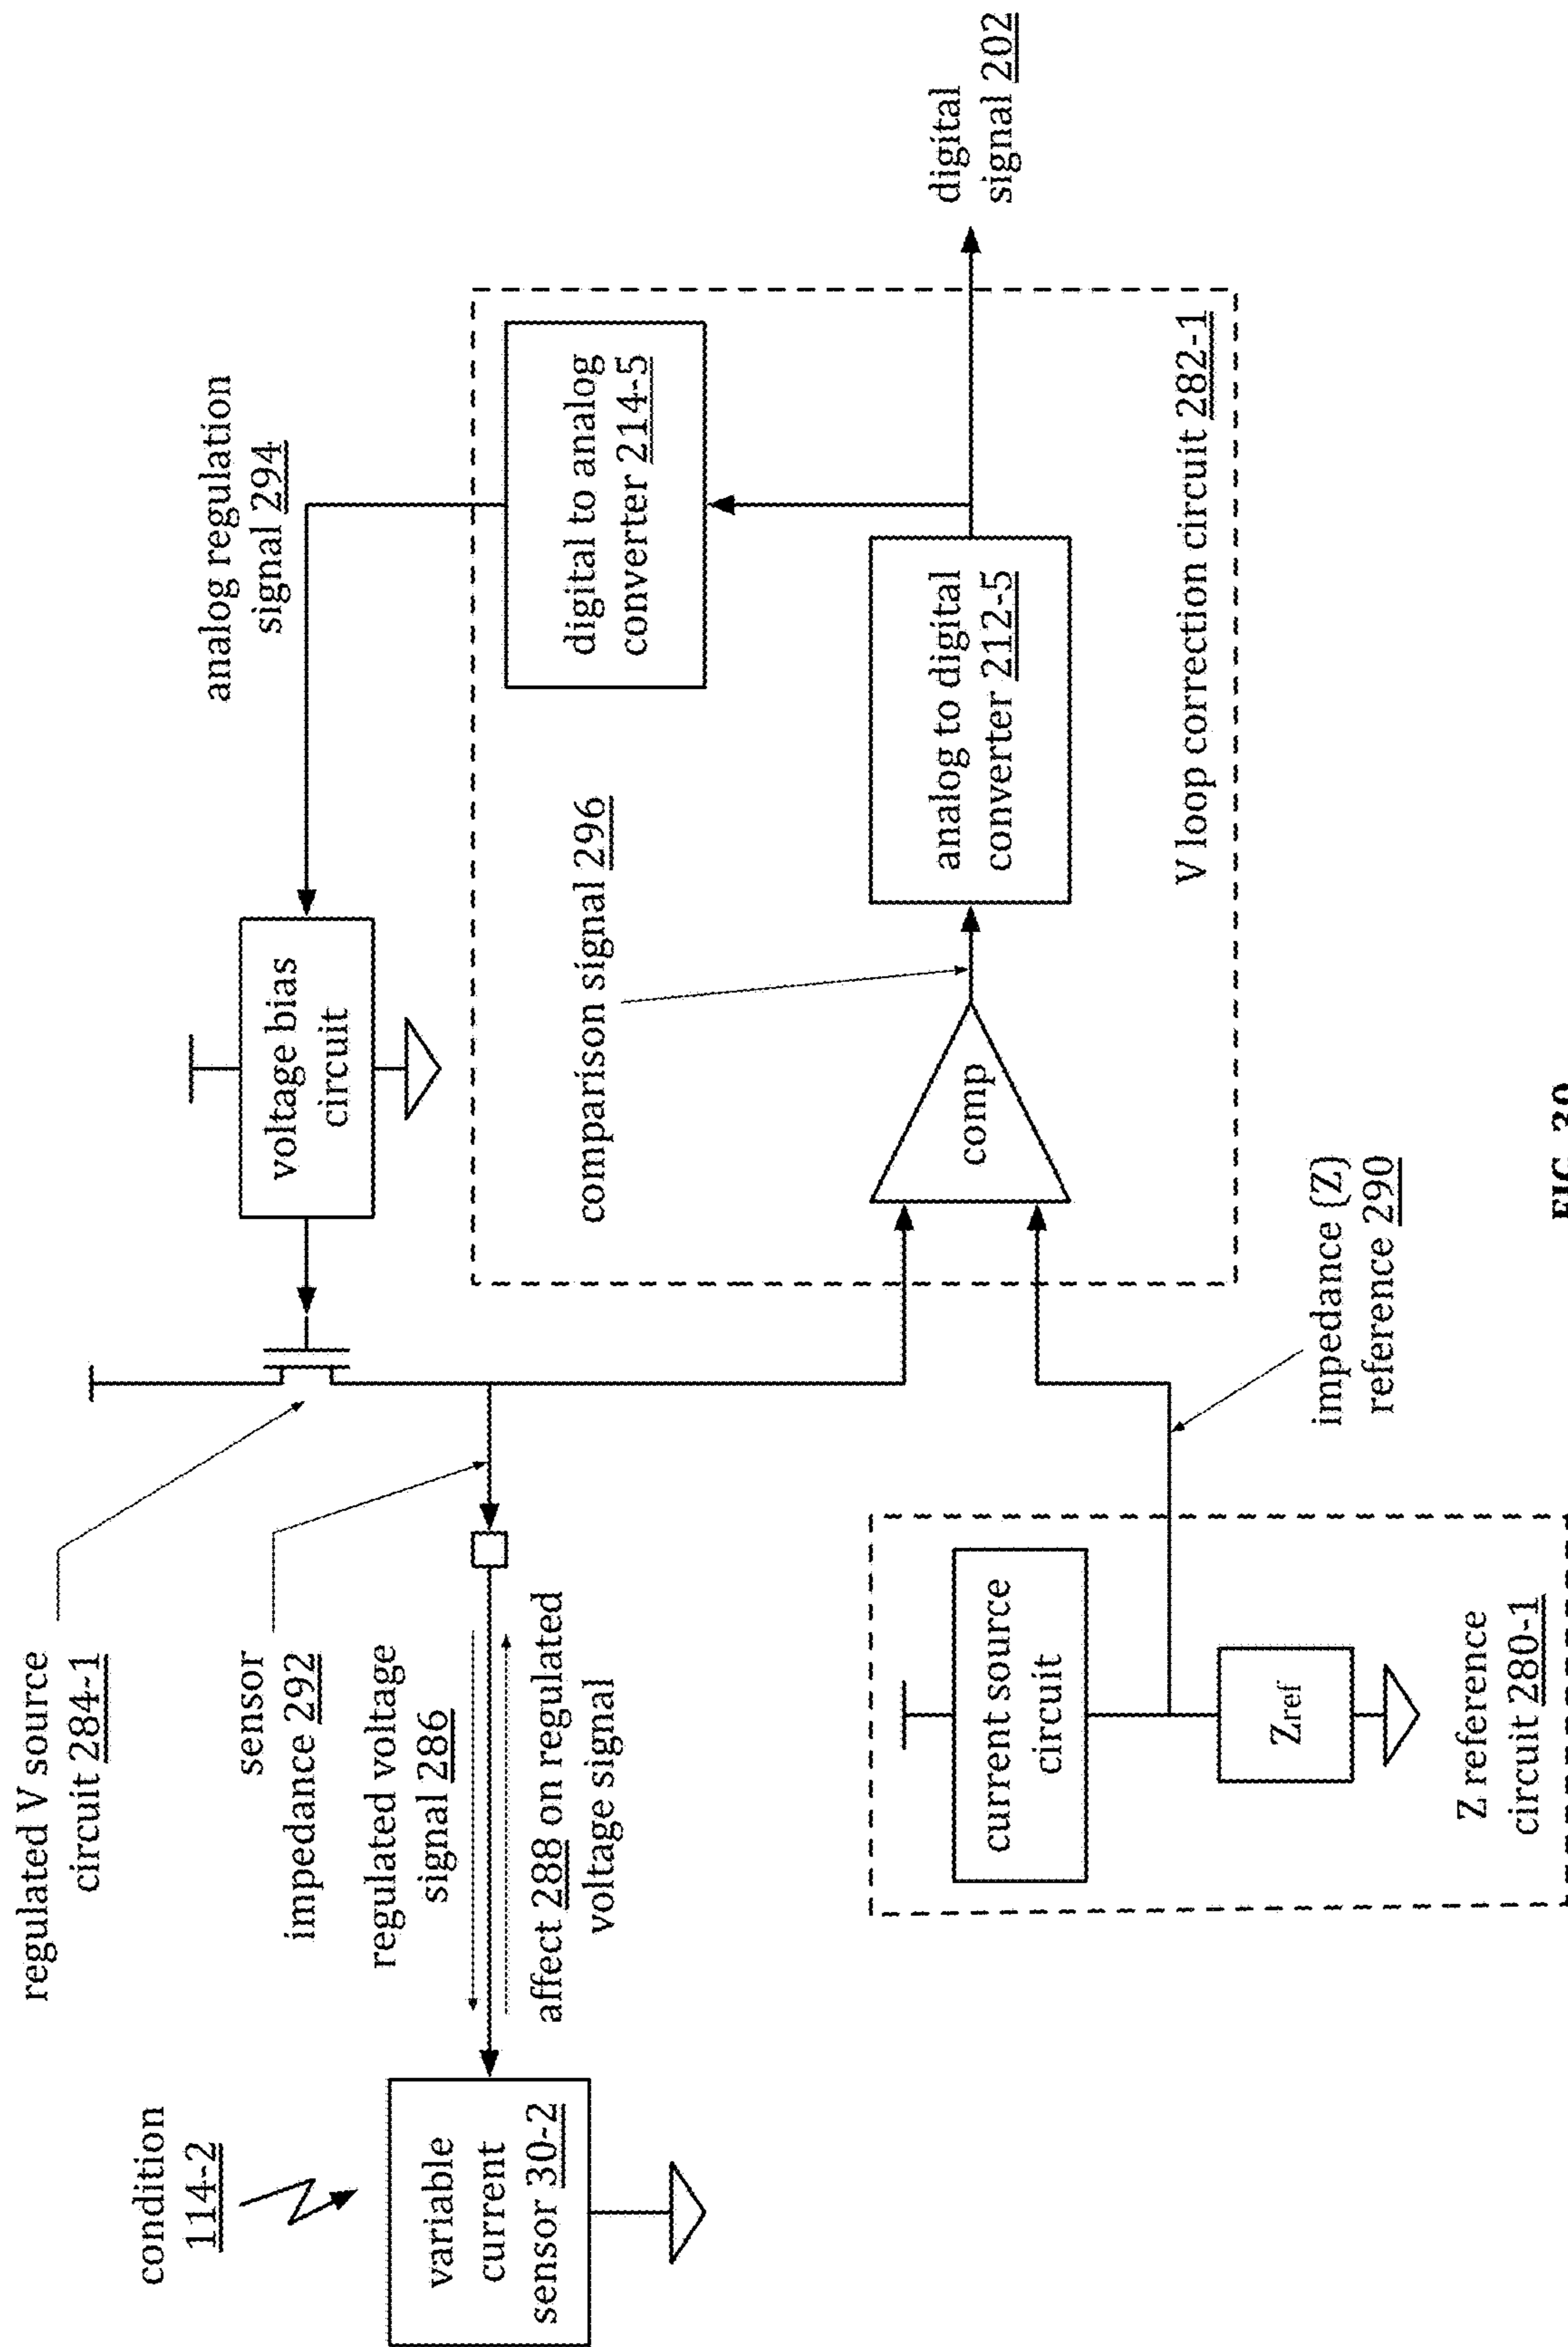 regulated V source
circuit 284-1
sensor
impedance 292
condition
114-2
regulated voltage
signal 286
affect 288 on regulated
voltage signal
variable
current
sensor 30-2
voltage bias
circuit
analog regulation
signal 294
comparison signal 296
digital to analog
converter 214-5
comp
analog to digital
converter 212-5
digital
signal 202
V loop correction circuit 282-1
current source
circuit
Zref
Z reference
circuit 280-1
impedance (Z)
reference 290